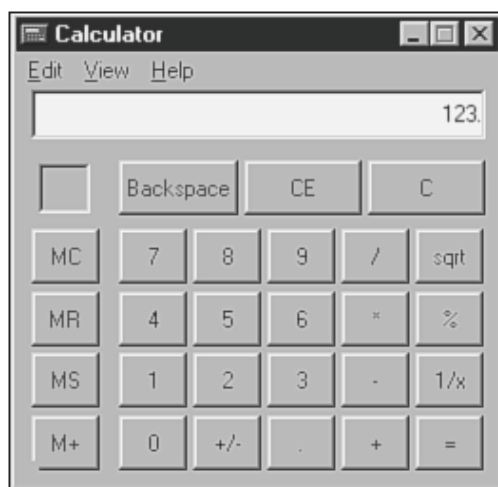 Calculator
Edit View Help
123.
Backspace CE C
MC 7 8 9 / sqrt
MR 4 5 6 * %
MS 1 2 3 - 1/x
M+ 0 +/- . + =